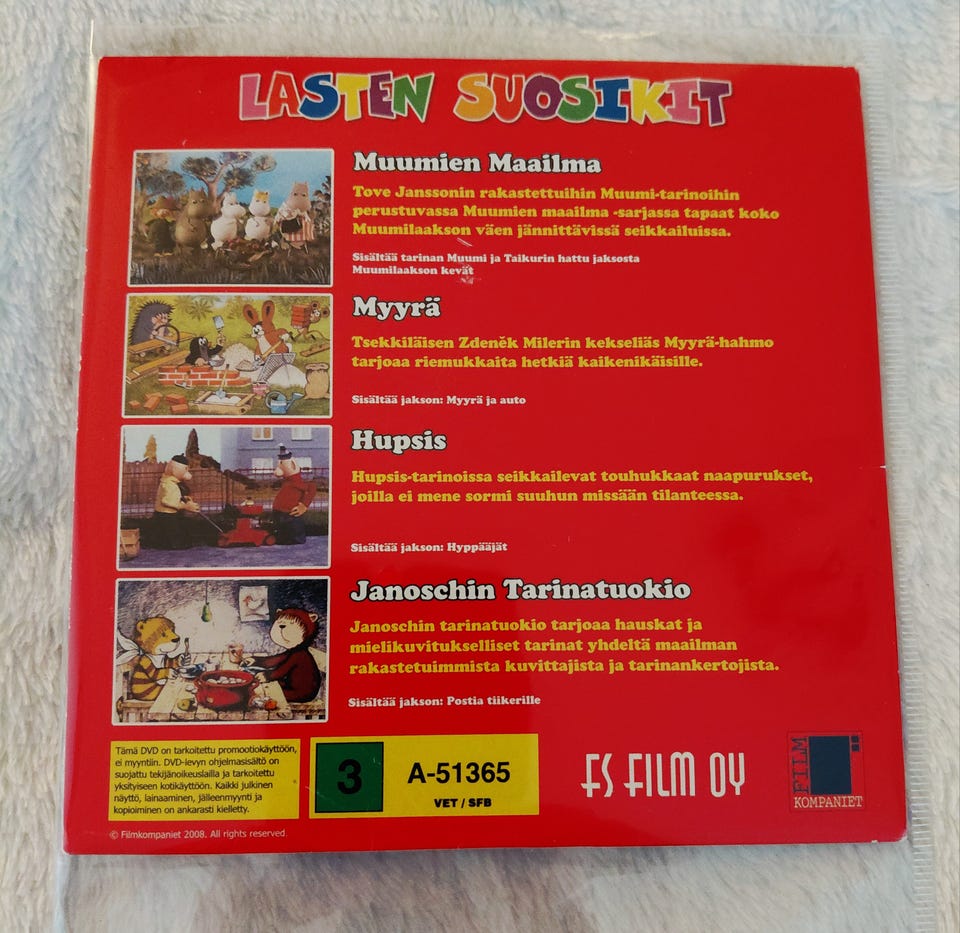 LASTEN SUOSIKIT
Muumien Maailma
Tove Janssonin rakastettuihin Muumi-tarinoihin
perustuvassa Muumien maailma -sarjassa tapaat koko
Muumilaakson väen jännittävissä seikkailuissa.
Sisältää tarinan Muumi ja Taikurin hattu jaksosta
Muumilaakson kevät
Myyrä
Tsekkiläisen Zdeněk Milerin kekseliäs Myyrä-hahmo
tarjoaa riemukkaita hetkiä kaikenikäisille.
Sisältää jakson: Myyrä ja auto
Hupsis
Hupsis-tarinoissa seikkailevat touhukkaat naapurukset,
joilla ei mene sormi suuhun missään tilanteessa.
Sisältää jakson: Hyppääjät
Janoschin Tarinatuokio
Janoschin tarinatuokio tarjoaa hauskat ja
mielikuvitukselliset tarinat yhdeltä maailman
rakastetuimmista kuvittajista ja tarinankertojista.
Sisältää jakson: Postia tiikerille
Tämä DVD on tarkoitettu promootiokäyttöön,
ei myyntiin. DVD-levyn ohjelmasisältö on
suojattu tekijänoikeuslailla ja tarkoitettu
yksityiseen kotikäyttöön. Kaikki julkinen
näyttö, lainaaminen, jälleenmyynti ja
kopioiminen on ankarasti kielletty.
3
A-51365
VET / SFB
FS FILM OY
FILM
KOMPANIET
© Filmkompaniet 2008. All rights reserved.